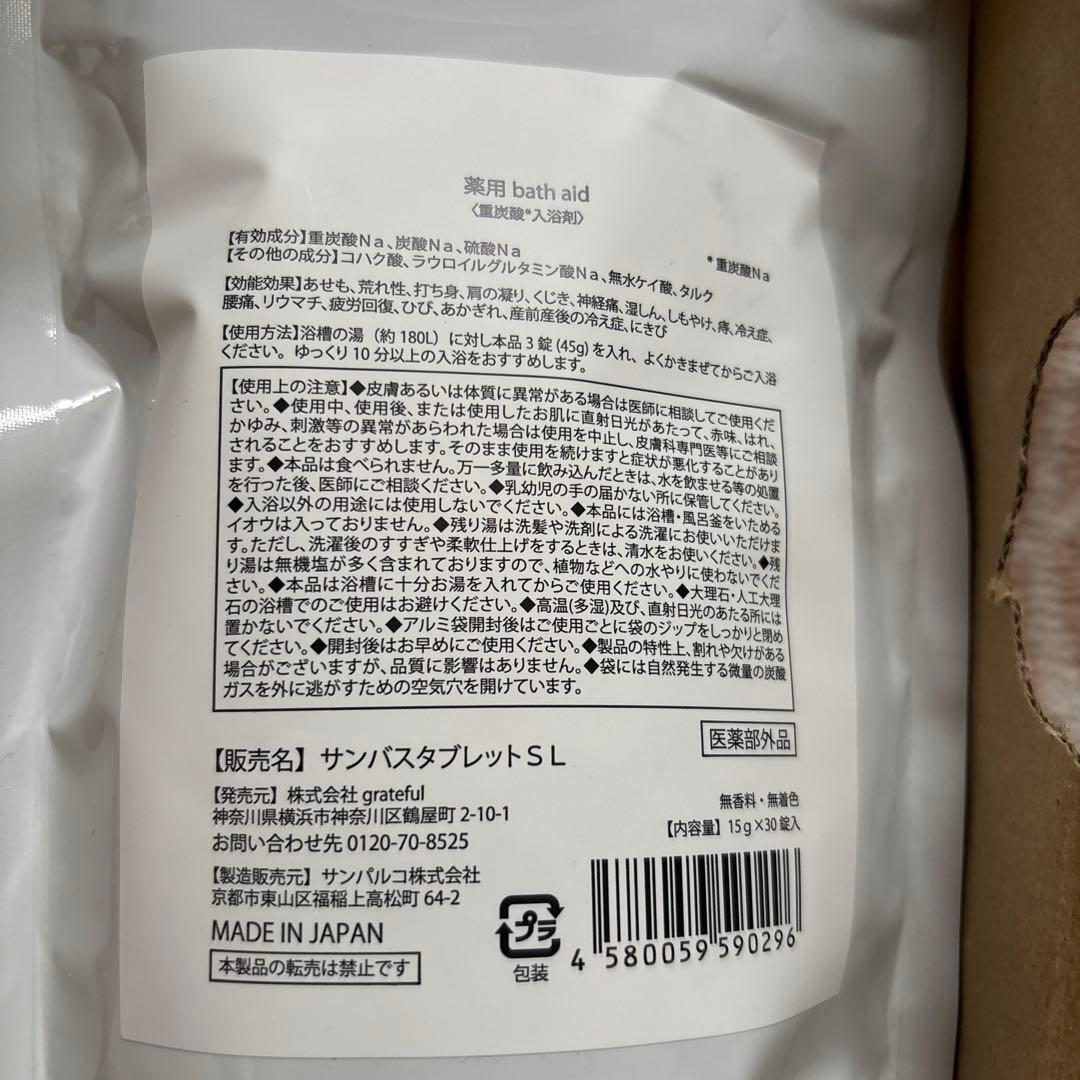 薬用 bath aid
〈重炭酸*入浴剤〉
【有効成分】重炭酸Na、炭酸Na、硫酸Na
*重炭酸Na
【その他の成分】コハク酸、ラウロイルグルタミン酸Na、無水ケイ酸、タルク
【効能効果】あせも、荒れ性、打ち身、肩の凝り、くじき、神経痛、湿しん、しもやけ、痔、冷え症、
腰痛、リウマチ、疲労回復、ひび、あかぎれ、産前産後の冷え症、にきび
【使用方法】浴槽の湯（約180L）に対し本品3錠(45g)を入れ、よくかきまぜてからご入浴
ください。ゆっくり10分以上の入浴をおすすめします。
【使用上の注意】◆皮膚あるいは体質に異常がある場合は医師に相談してご使用くだ
さい。◆使用中、使用後、または使用したお肌に直射日光があたって、赤味、はれ、
かゆみ、刺激等の異常があらわれた場合は使用を中止し、皮膚科専門医等にご相談
されることをおすすめします。そのまま使用を続けますと症状が悪化することがあり
ます。◆本品は食べられません。万一多量に飲み込んだときは、水を飲ませる等の処置
を行った後、医師にご相談ください。◆乳幼児の手の届かない所に保管してください。
◆入浴以外の用途には使用しないでください。◆本品には浴槽・風呂釜をいためる
イオウは入っておりません。◆残り湯は洗髪や洗剤による洗濯にお使いいただけま
す。ただし、洗濯後のすすぎや柔軟仕上げをするときは、清水をお使いください。◆残
り湯は無機塩が多く含まれておりますので、植物などへの水やりに使わないでくだ
さい。◆本品は浴槽に十分お湯を入れてからご使用ください。◆大理石・人工大理
石の浴槽でのご使用はお避けください。◆高温(多湿)及び、直射日光のあたる所には
置かないでください。◆アルミ袋開封後はご使用ごとに袋のジップをしっかりと閉め
てください。◆開封後はお早めにご使用ください。◆製品の特性上、割れや欠けがある
場合がございますが、品質に影響はありません。◆袋には自然発生する微量の炭酸
ガスを外に逃がすための空気穴を開けています。
医薬部外品
【販売名】サンバスタブレットSL
【発売元】株式会社 grateful
神奈川県横浜市神奈川区鶴屋町 2-10-1
お問い合わせ先 0120-70-8525
無香料・無着色
【内容量】15g×30錠入
【製造販売元】サンパルコ株式会社
京都市東山区福稲上高松町 64-2
MADE IN JAPAN
本製品の転売は禁止です
プラ
包装
4 580059 590296